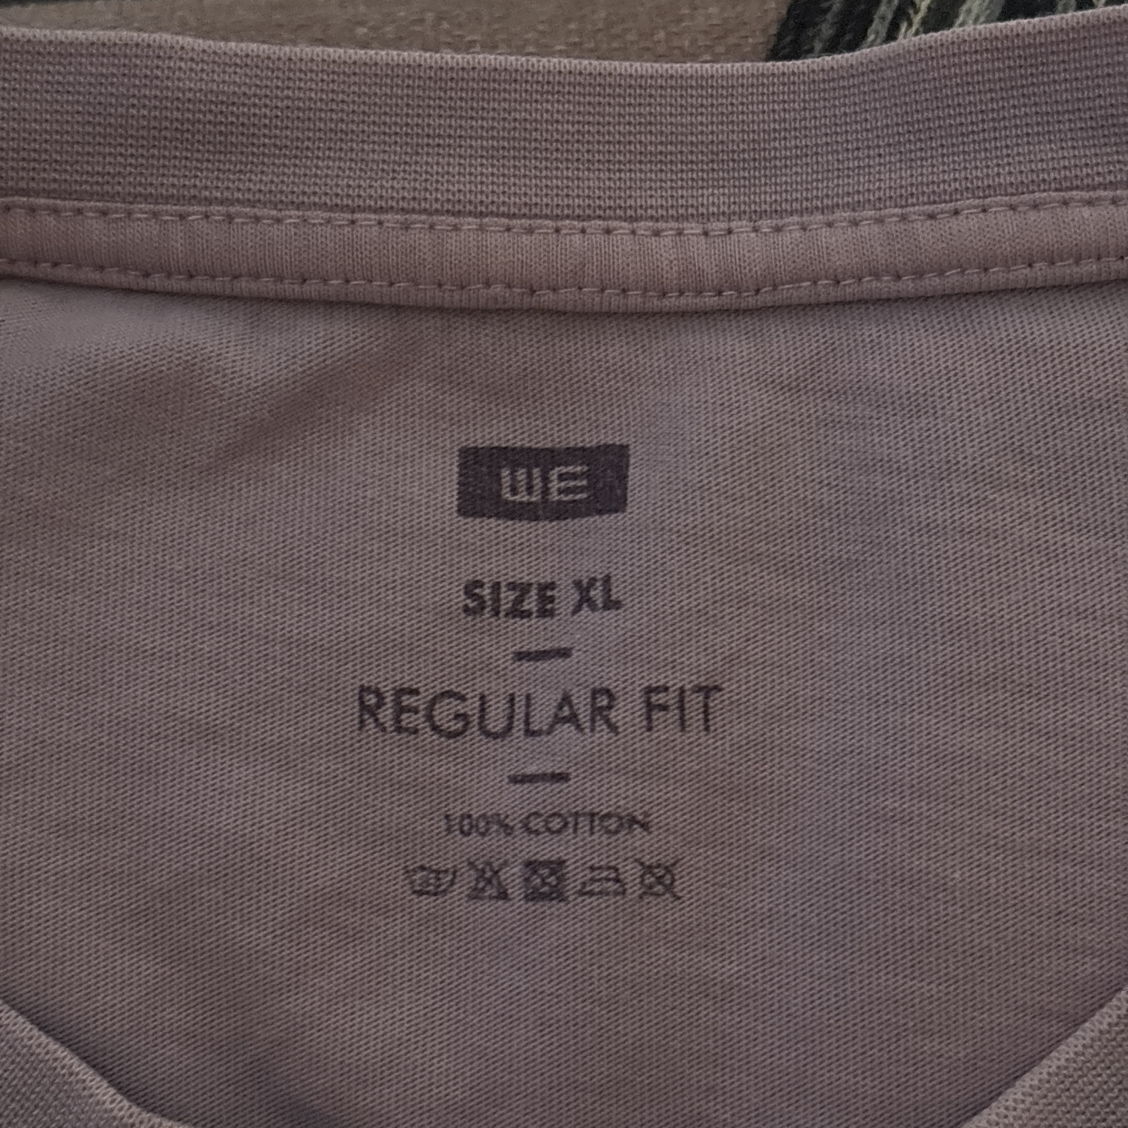 WE
SIZE XL
REGULAR FIT
100% COTTON